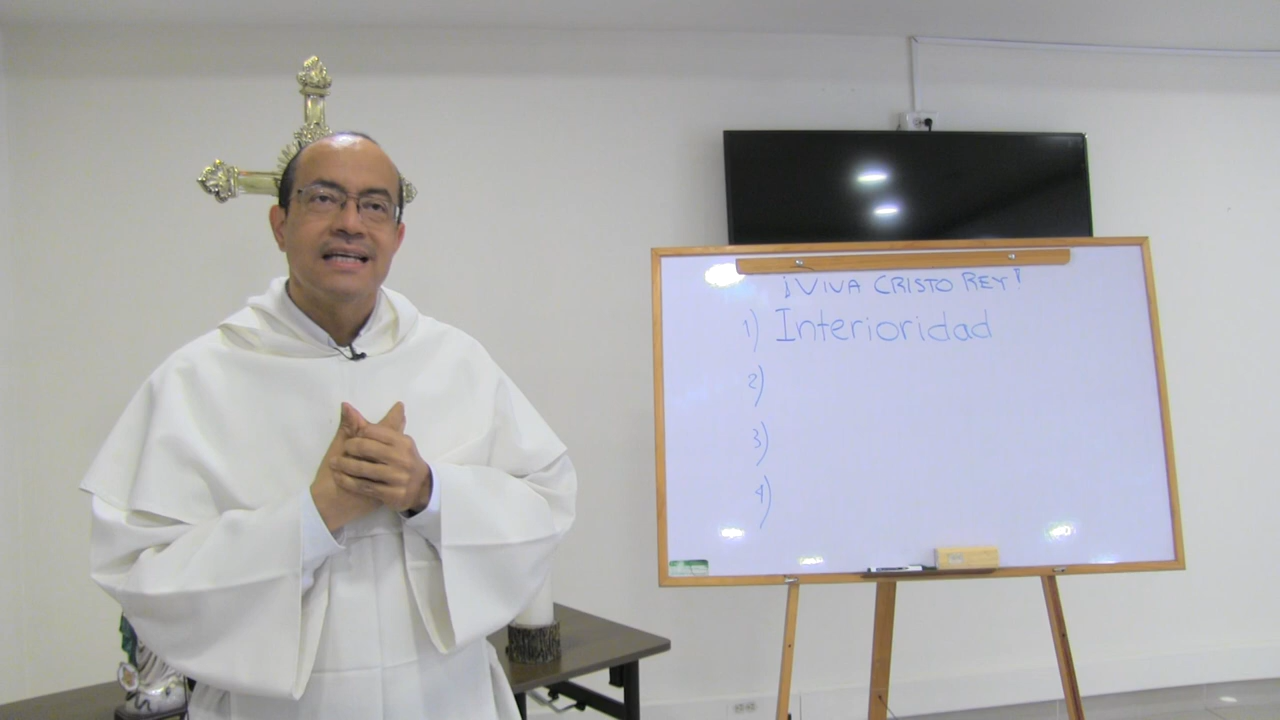 ¡VIVA CRISTO REY!
1) Interioridad
2)
3)
4)